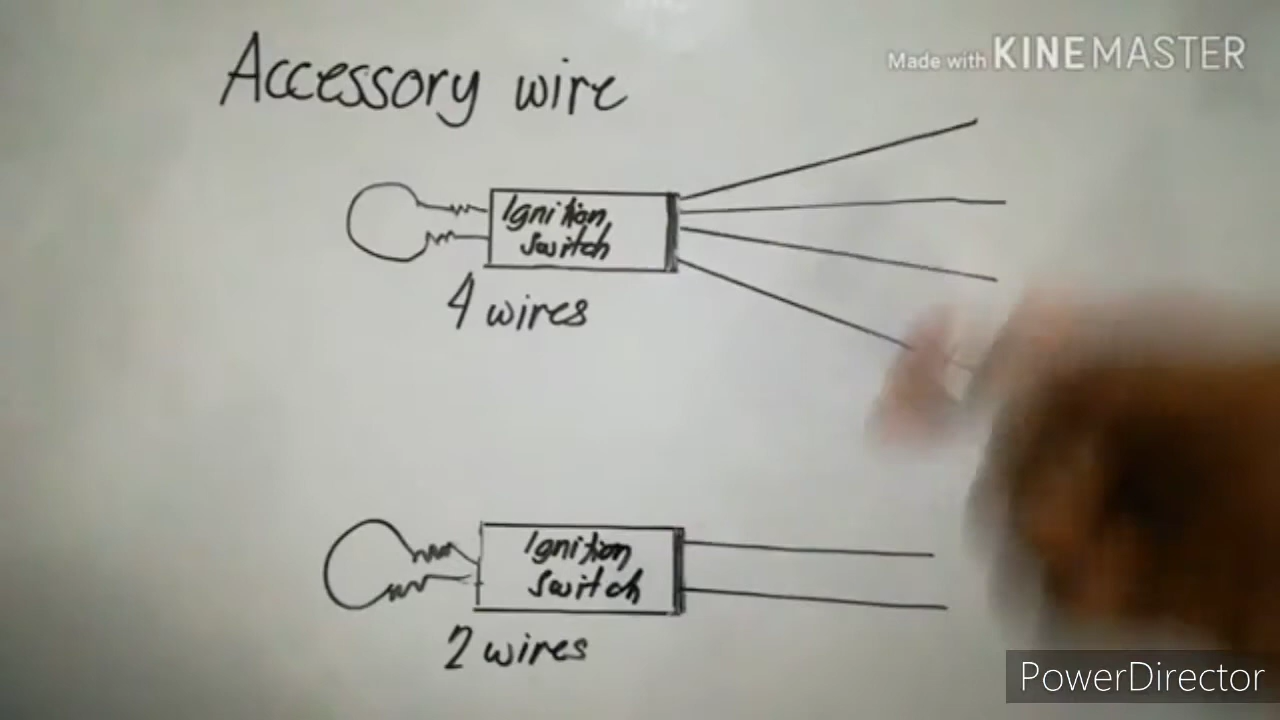 Made with KINEMASTER
Accessory wire
Ignition
switch
4 wires
Ignition
switch
2 wires
PowerDirector